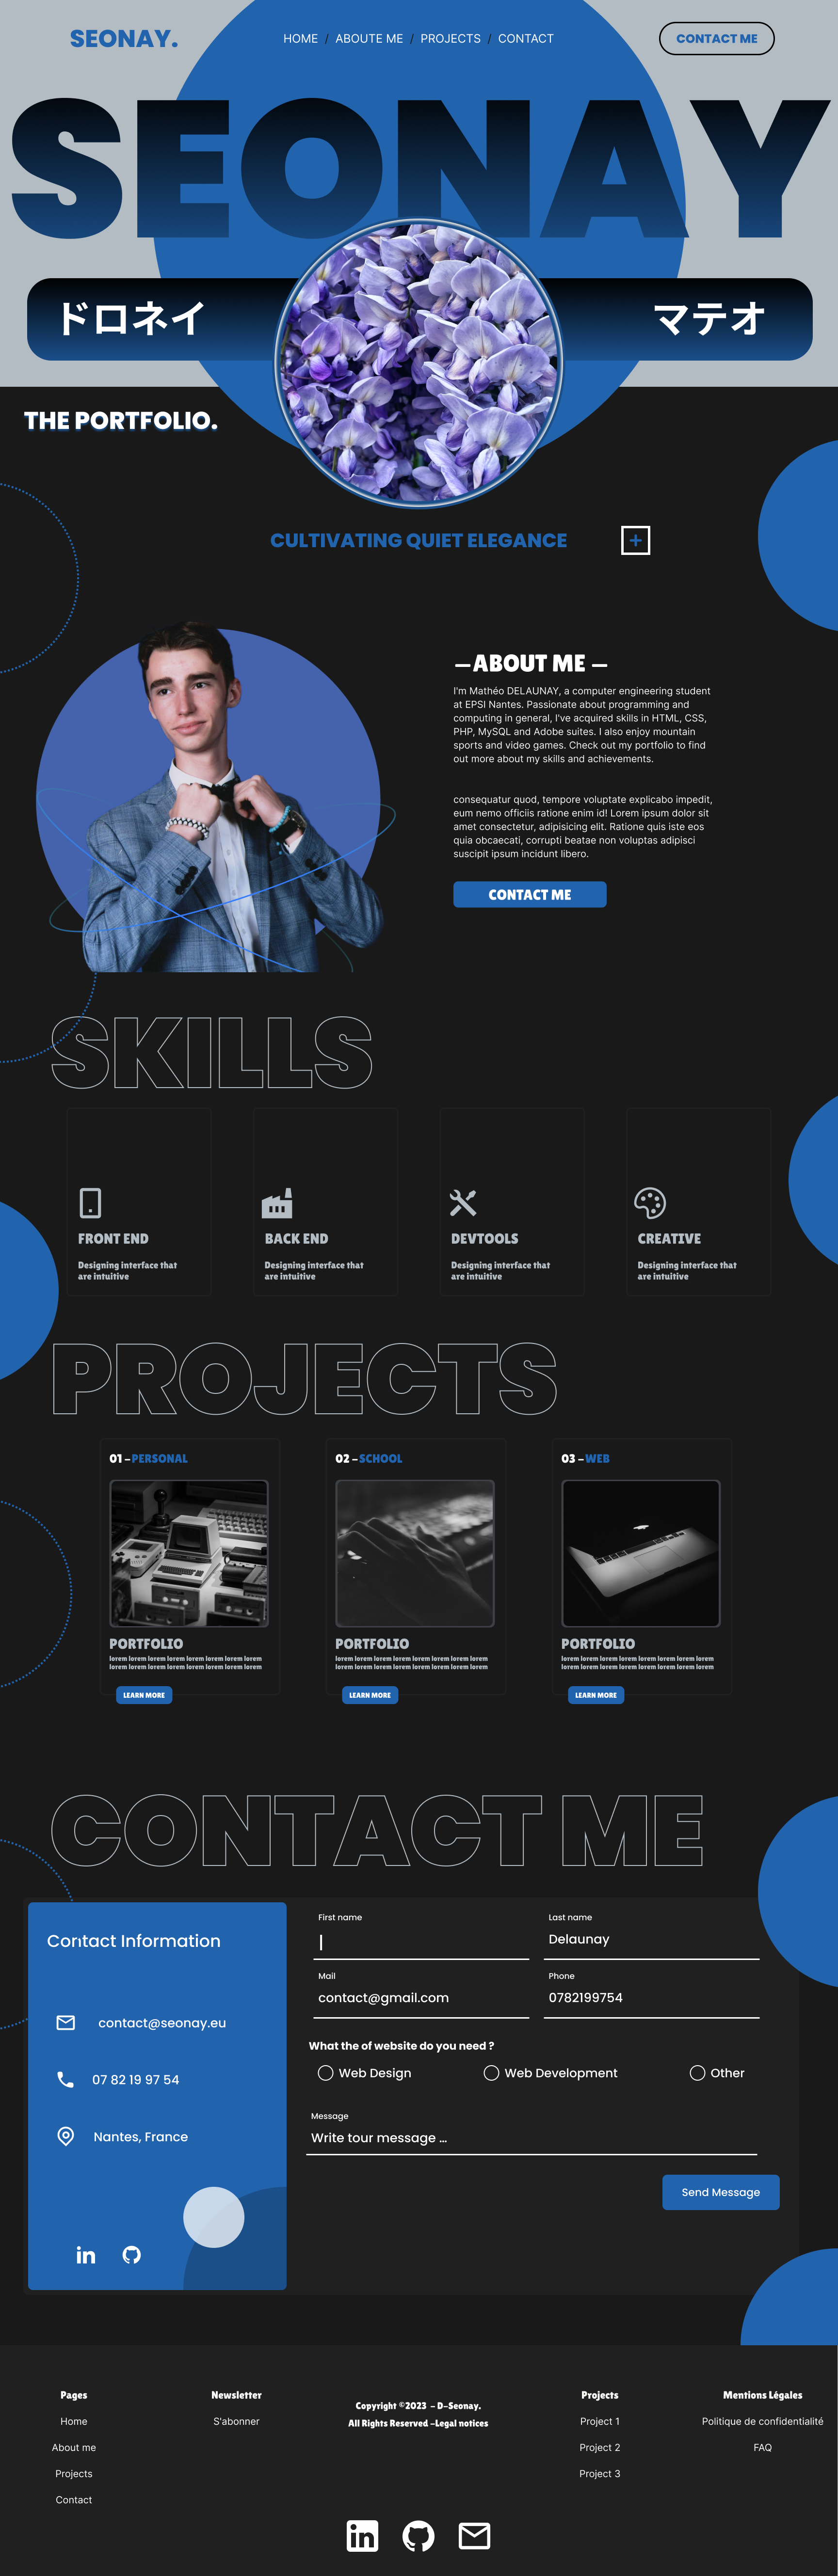 SEONAY.
HOME / ABOUTE ME / PROJECTS / CONTACT
CONTACT ME
SEONAY
ドロネイ
マテオ
THE PORTFOLIO.
CULTIVATING QUIET ELEGANCE
+
—ABOUT ME —
I'm Mathéo DELAUNAY, a computer engineering student
at EPSI Nantes. Passionate about programming and
computing in general, I've acquired skills in HTML, CSS,
PHP, MySQL and Adobe suites. I also enjoy mountain
sports and video games. Check out my portfolio to find
out more about my skills and achievements.
consequatur quod, tempore voluptate explicabo impedit,
eum nemo officiis ratione enim id! Lorem ipsum dolor sit
amet consectetur, adipisicing elit. Ratione quis iste eos
quia obcaecati, corrupti beatae non voluptas adipisci
suscipit ipsum incidunt libero.
CONTACT ME
SKILLS
FRONT END
Designing interface that
are intuitive
BACK END
Designing interface that
are intuitive
DEVTOOLS
Designing interface that
are intuitive
CREATIVE
Designing interface that
are intuitive
PROJECTS
01 —PERSONAL
PORTFOLIO
lorem lorem lorem lorem lorem lorem lorem lorem
lorem lorem lorem lorem lorem lorem lorem lorem
LEARN MORE
02 —SCHOOL
PORTFOLIO
lorem lorem lorem lorem lorem lorem lorem lorem
lorem lorem lorem lorem lorem lorem lorem lorem
LEARN MORE
03 —WEB
PORTFOLIO
lorem lorem lorem lorem lorem lorem lorem lorem
lorem lorem lorem lorem lorem lorem lorem lorem
LEARN MORE
CONTACT ME
Contact Information
contact@seonay.eu
07 82 19 97 54
Nantes, France
in
First name
Last name
Delaunay
Mail
contact@gmail.com
Phone
0782199754
What the of website do you need ?
Web Design
Web Development
Other
Message
Write tour message ...
Send Message
Pages
Home
About me
Projects
Contact
Newsletter
S'abonner
Copyright ©2023 - D-Seonay.
All Rights Reserved -Legal notices
Projects
Project 1
Project 2
Project 3
Mentions Légales
Politique de confidentialité
FAQ
in